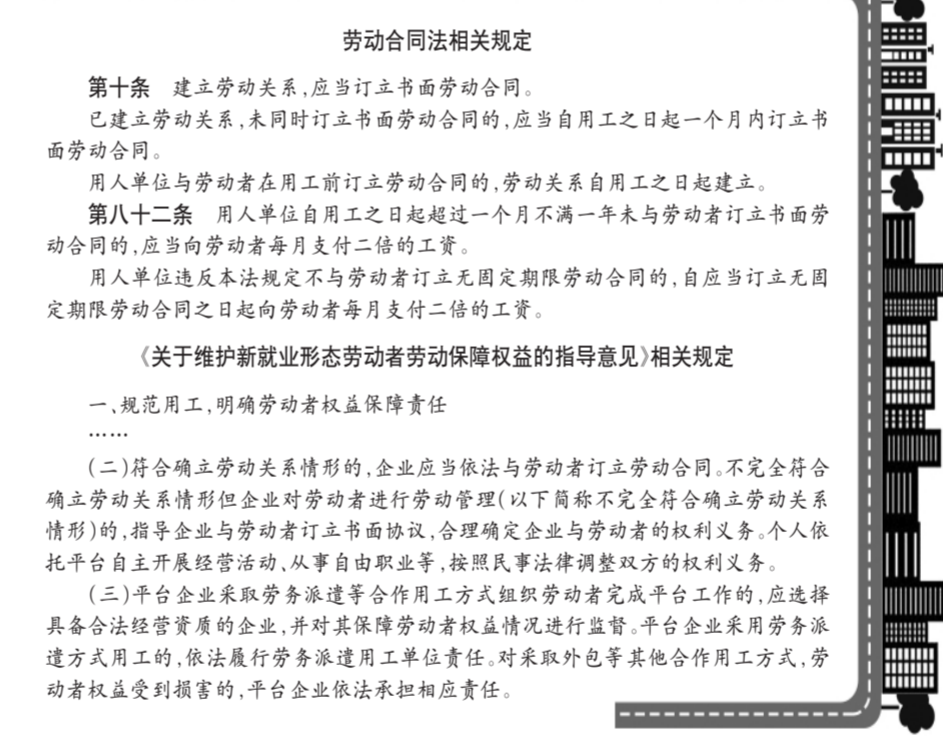 劳动合同法相关规定
第十条　建立劳动关系,应当订立书面劳动合同。
已建立劳动关系,未同时订立书面劳动合同的,应当自用工之日起一个月内订立书
面劳动合同。
用人单位与劳动者在用工前订立劳动合同的,劳动关系自用工之日起建立。
第八十二条　用人单位自用工之日起超过一个月不满一年未与劳动者订立书面劳
动合同的,应当向劳动者每月支付二倍的工资。
用人单位违反本法规定不与劳动者订立无固定期限劳动合同的,自应当订立无固
定期限劳动合同之日起向劳动者每月支付二倍的工资。
《关于维护新就业形态劳动者劳动保障权益的指导意见》相关规定
一、规范用工,明确劳动者权益保障责任
……
(二)符合确立劳动关系情形的,企业应当依法与劳动者订立劳动合同。不完全符合
确立劳动关系情形但企业对劳动者进行劳动管理(以下简称不完全符合确立劳动关系
情形)的,指导企业与劳动者订立书面协议,合理确定企业与劳动者的权利义务。个人依
托平台自主开展经营活动、从事自由职业等,按照民事法律调整双方的权利义务。
(三)平台企业采取劳务派遣等合作用工方式组织劳动者完成平台工作的,应选择
具备合法经营资质的企业,并对其保障劳动者权益情况进行监督。平台企业采用劳务派
遣方式用工的,依法履行劳务派遣用工单位责任。对采取外包等其他合作用工方式,劳
动者权益受到损害的,平台企业依法承担相应责任。